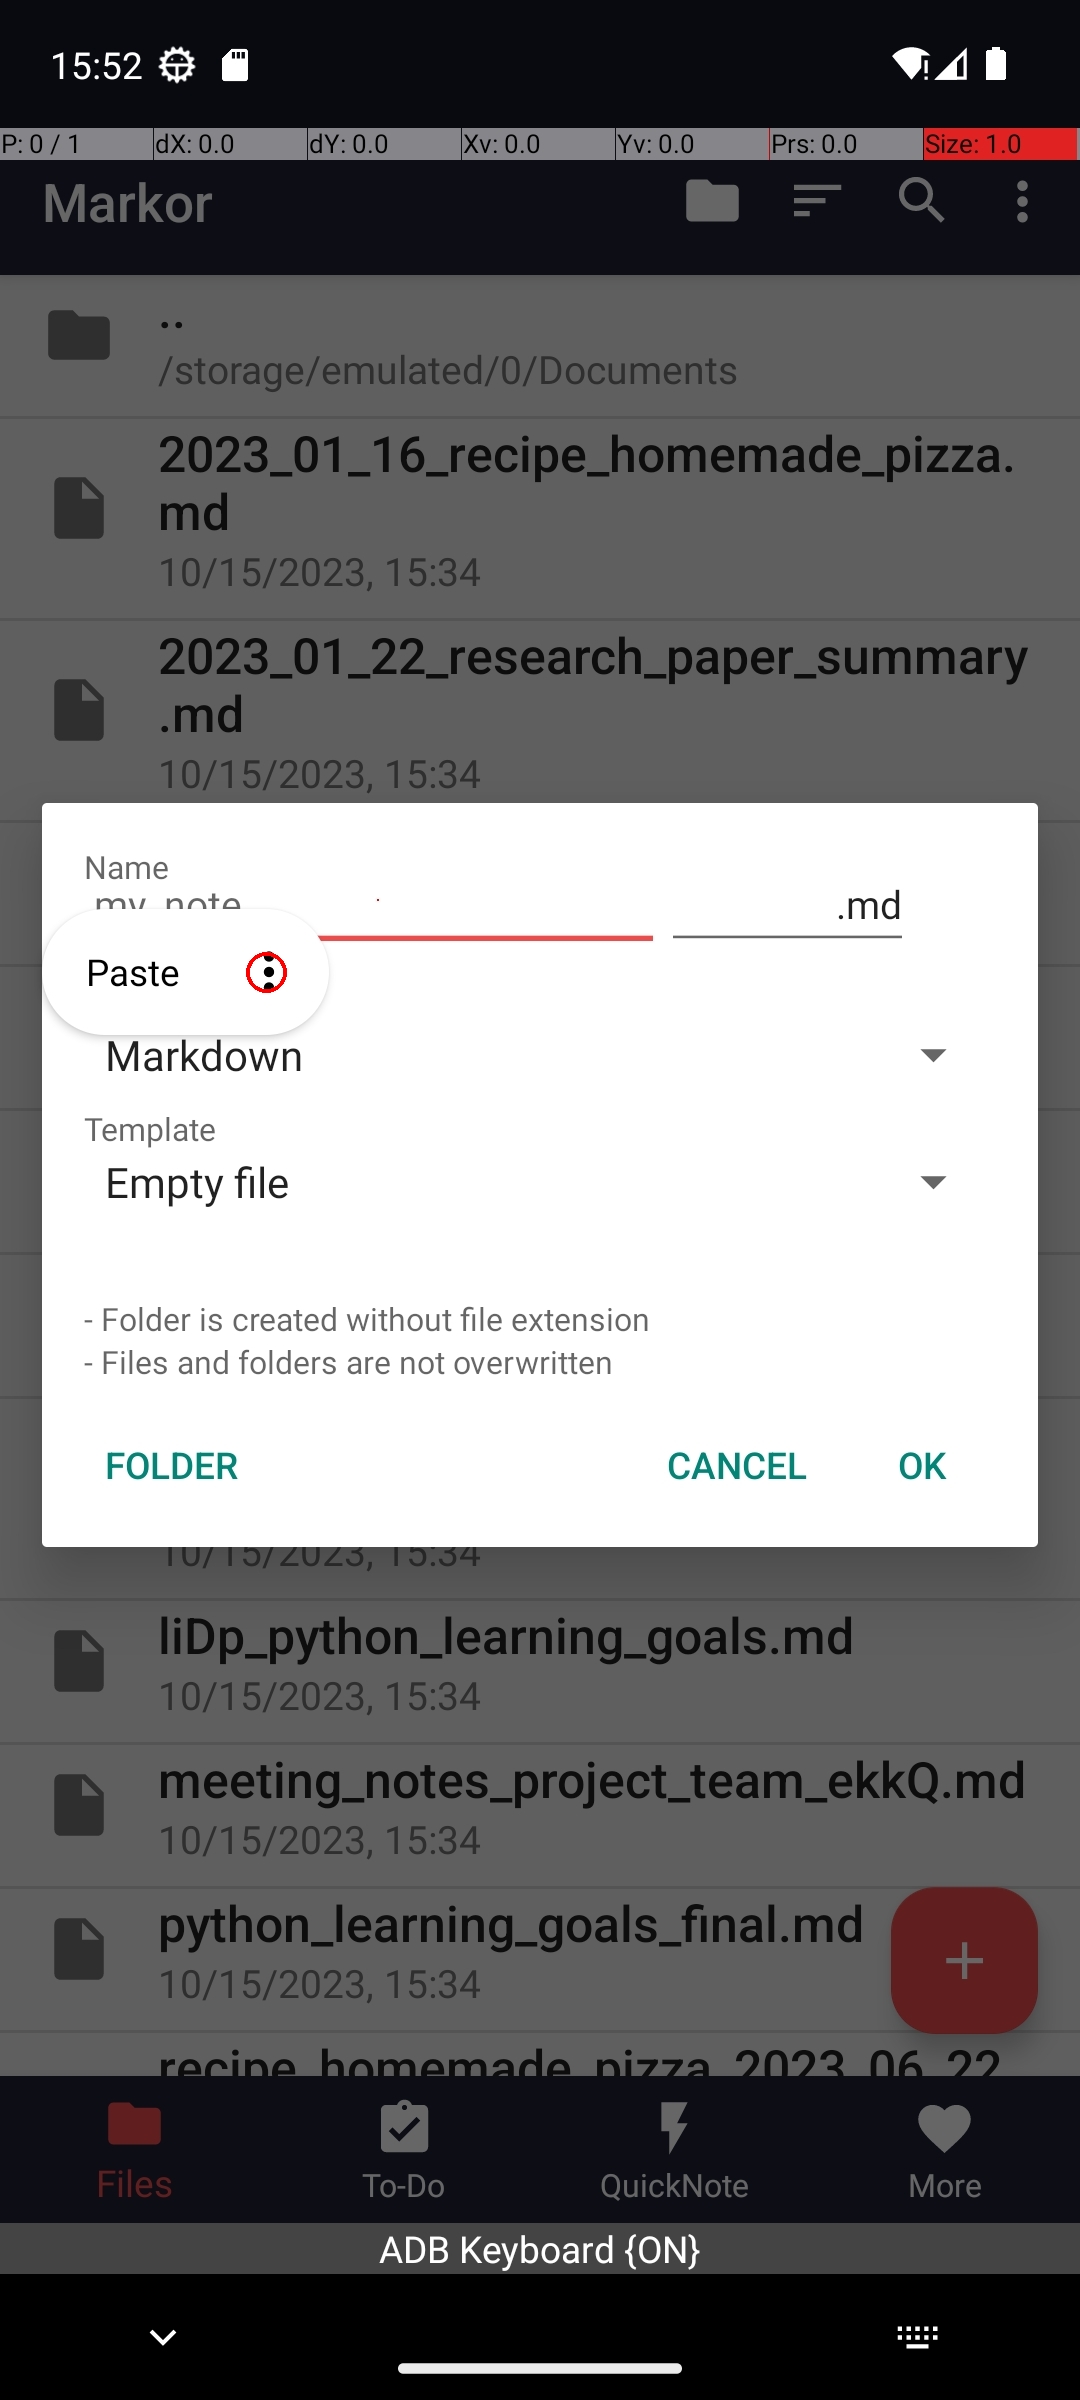 15:52
P: 0 / 1 dX: 0.0 dY: 0.0 Xv: 0.0 Yv: 0.0 Prs: 0.0 Size: 1.0
Markor
..
/storage/emulated/0/Documents
2023_01_16_recipe_homemade_pizza.
md
10/15/2023, 15:34
2023_01_22_research_paper_summary
.md
10/15/2023, 15:34
Name
my_note .md
Paste
Markdown
Template
Empty file
- Folder is created without file extension
- Files and folders are not overwritten
FOLDER CANCEL OK
10/15/2023, 15:34
liDp_python_learning_goals.md
10/15/2023, 15:34
meeting_notes_project_team_ekkQ.md
10/15/2023, 15:34
python_learning_goals_final.md
10/15/2023, 15:34
recipe_homemade_pizza_2023_06_22
Files To-Do QuickNote More
ADB Keyboard {ON}